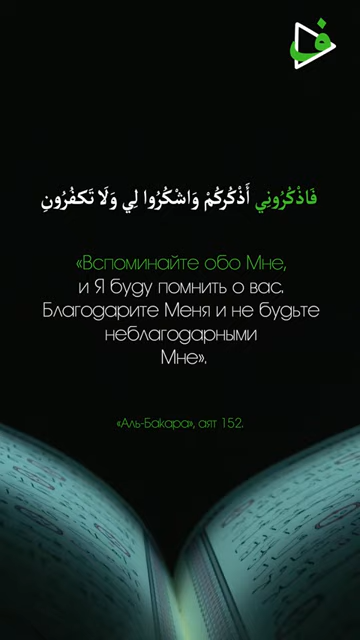 فَاذْكُرُونِي أَذْكُرْكُمْ وَاشْكُرُوا لِي وَلَا تَكْفُرُونِ
«Вспоминайте обо Мне,
и Я буду помнить о вас.
Благодарите Меня и не будьте
неблагодарными
Мне».
«Аль-Бакара», аят 152.